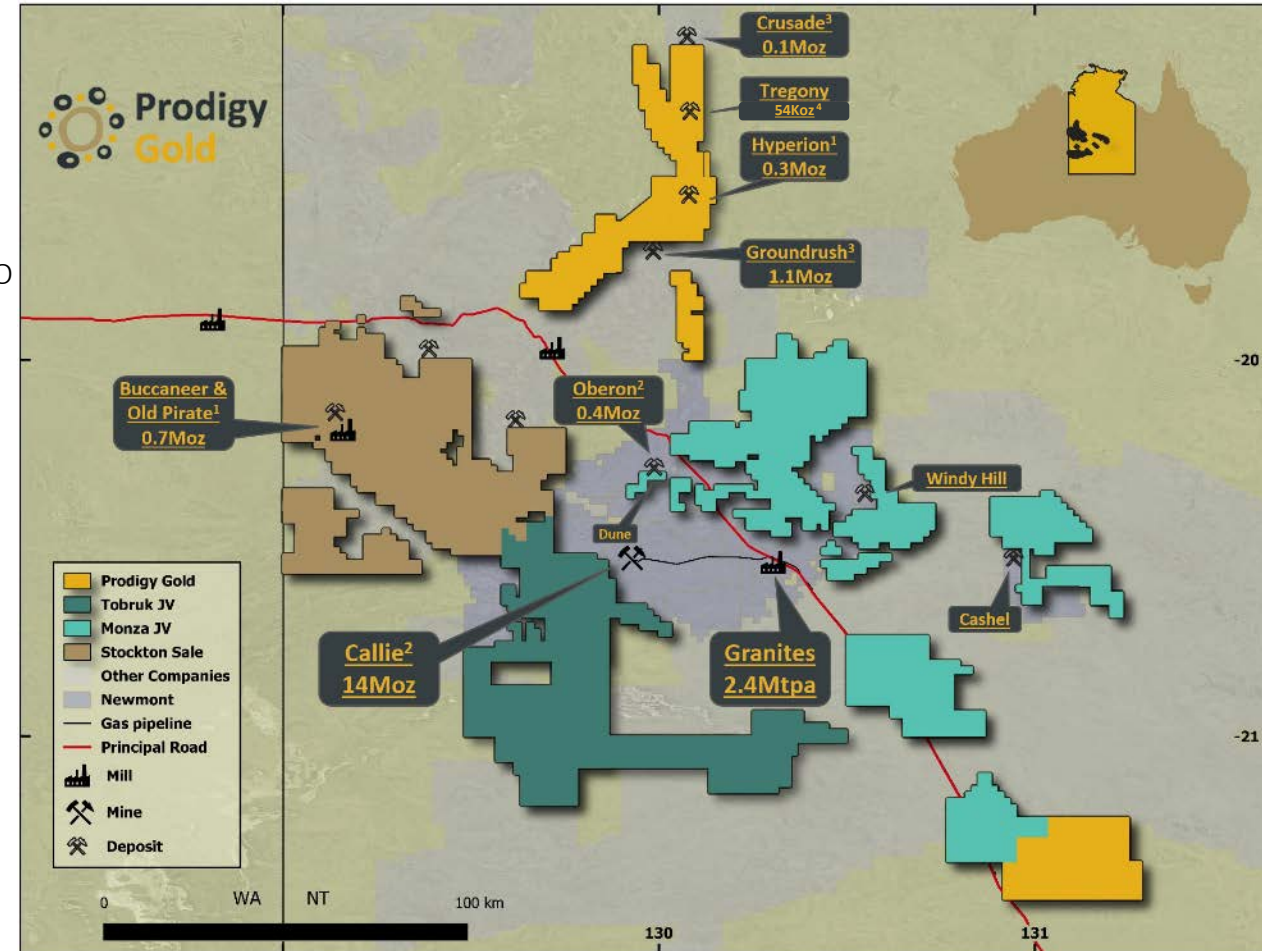 Prodigy
Gold
Crusade³
0.1Moz
Tregony
54Koz⁴
Hyperion¹
0.3Moz
Groundrush³
1.1Moz
O
-20
Buccaneer &
Old Pirate¹
0.7Moz
Oberon²
0.4Moz
Windy Hill
Dune
Cashel
Callie²
14Moz
Granites
2.4Mtpa
-21
Prodigy Gold
Tobruk JV
Monza JV
Stockton Sale
Other Companies
Newmont
Gas pipeline
Principal Road
Mill
Mine
Deposit
WA NT
0 100 km
130 131